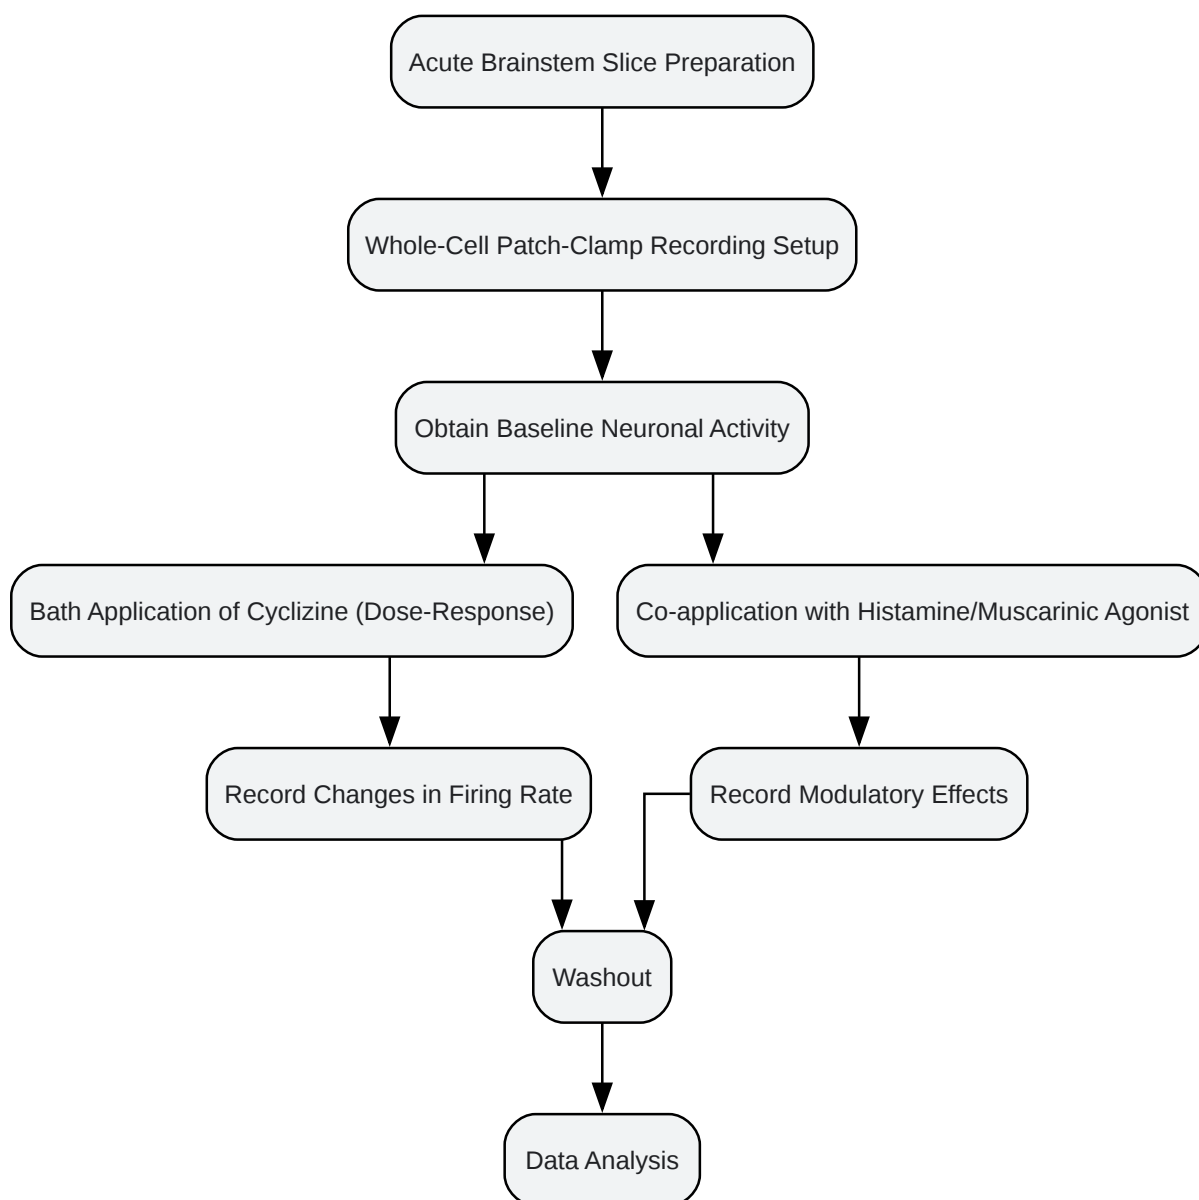 Acute Brainstem Slice Preparation
Whole-Cell Patch-Clamp Recording Setup
Obtain Baseline Neuronal Activity
Bath Application of Cyclizine (Dose-Response)
Co-application with Histamine/Muscarinic Agonist
Record Changes in Firing Rate
Record Modulatory Effects
Washout
Data Analysis